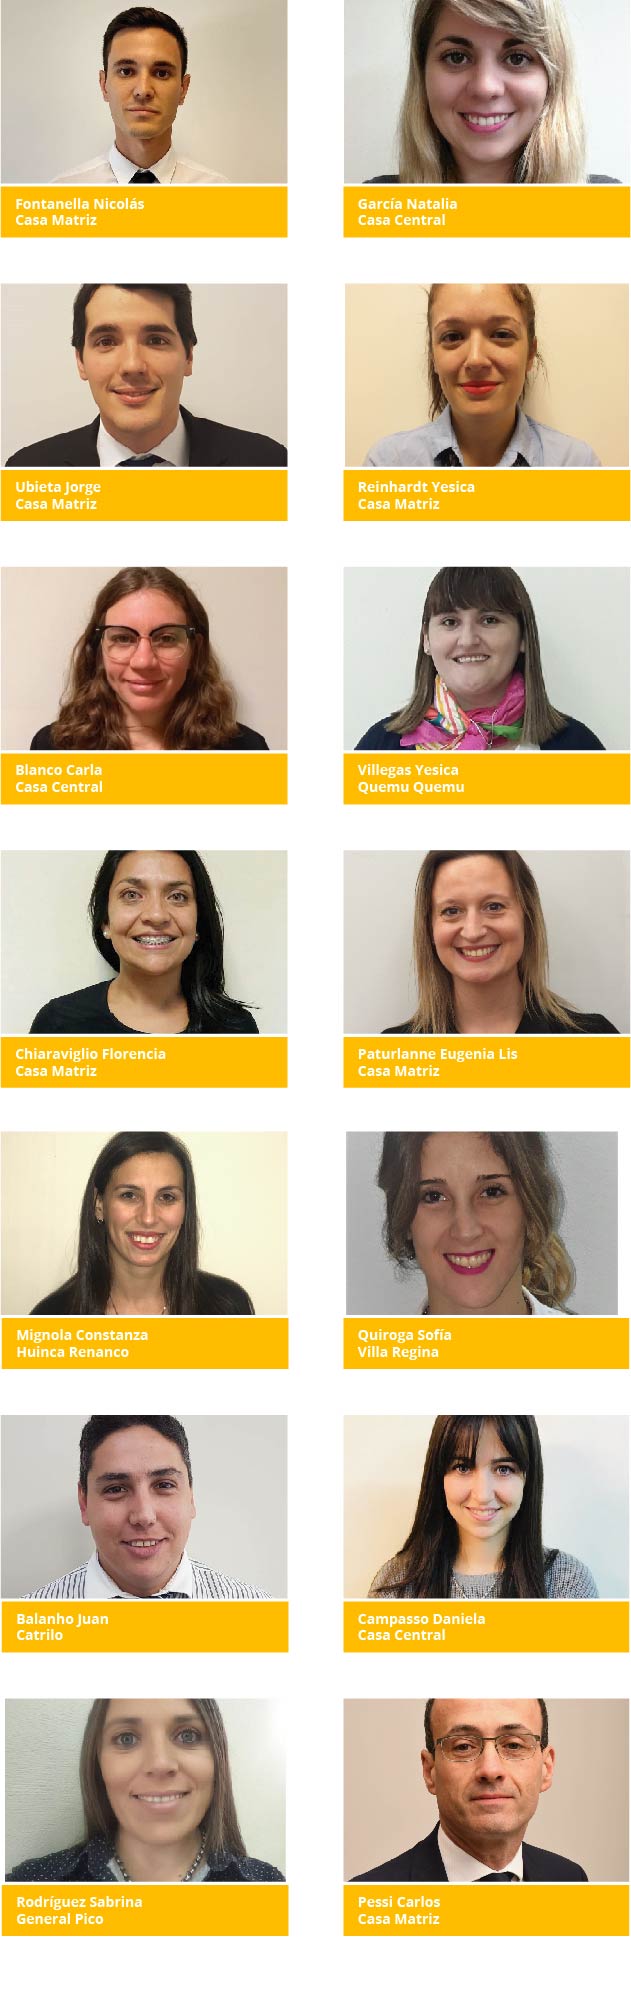 Fontanella Nicolás
Casa Matriz
García Natalia
Casa Central
Ubieta Jorge
Casa Matriz
Reinhardt Yesica
Casa Matriz
Blanco Carla
Casa Central
Villegas Yesica
Quemu Quemu
Chiaraviglio Florencia
Casa Matriz
Paturlanne Eugenia Lis
Casa Matriz
Mignola Constanza
Huinca Renanco
Quiroga Sofía
Villa Regina
Balanho Juan
Catrilo
Campasso Daniela
Casa Central
Rodríguez Sabrina
General Pico
Pessi Carlos
Casa Matriz